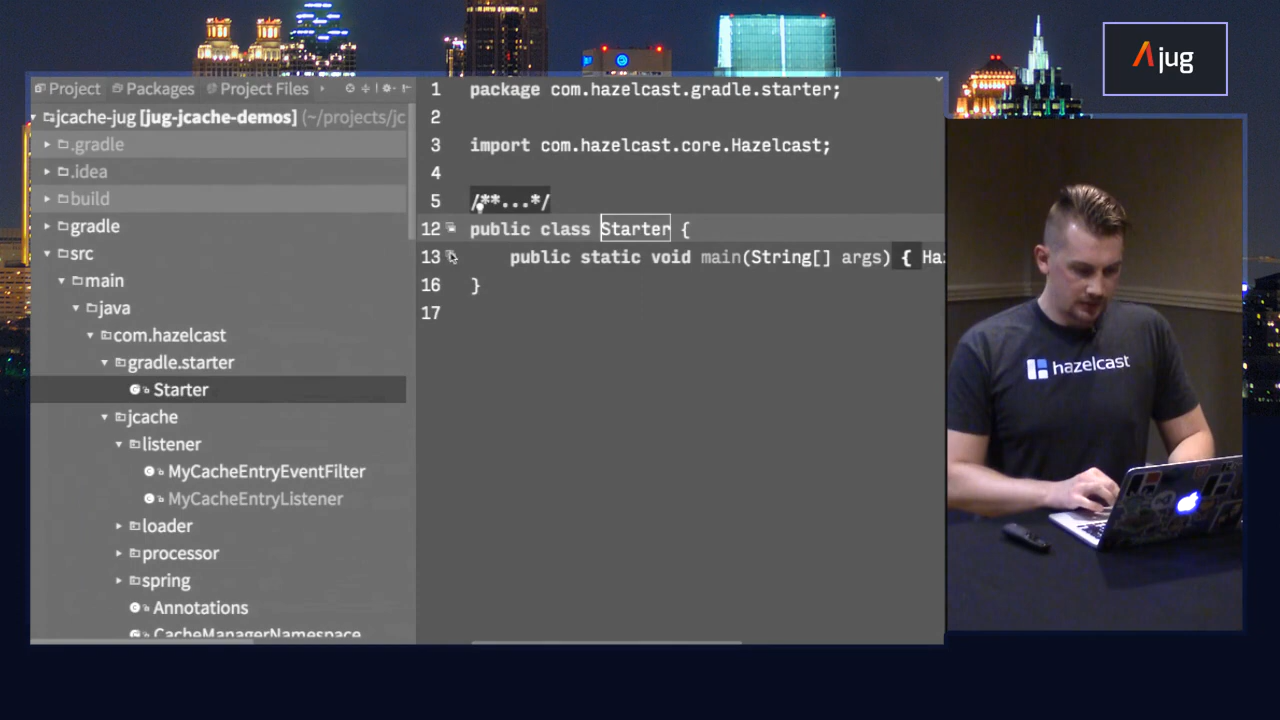 Project Packages Project Files
jcache-jug [jug-jcache-demos] (~/projects/jc
.gradle
.idea
build
gradle
src
main
java
com.hazelcast
gradle.starter
Starter
jcache
listener
MyCacheEntryEventFilter
MyCacheEntryListener
loader
processor
spring
Annotations
CacheManagerNamespace
1 package com.hazelcast.gradle.starter;
2
3 import com.hazelcast.core.Hazelcast;
4
5 /**...*/
12 public class Starter {
13 public static void main(String[] args) { Ha
16 }
17
jug
hazelcast